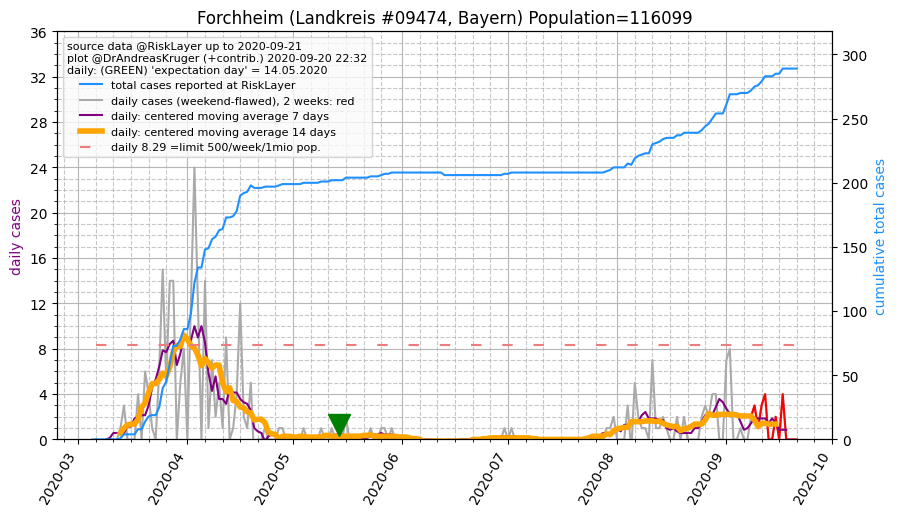 Forchheim (Landkreis #09474, Bayern) Population=116099
source data @RiskLayer up to 2020-09-21
plot @DrAndreasKruger (+contrib.) 2020-09-20 22:32
daily: (GREEN) 'expectation day' = 14.05.2020
total cases reported at RiskLayer
daily cases (weekend-flawed), 2 weeks: red
daily: centered moving average 7 days
daily: centered moving average 14 days
daily 8.29 =limit 500/week/1mio pop.
daily cases
36
32
28
24
20
16
12
8
4
0
cumulative total cases
300
250
200
150
100
50
0
2020-03
2020-04
2020-05
2020-06
2020-07
2020-08
2020-09
2020-10